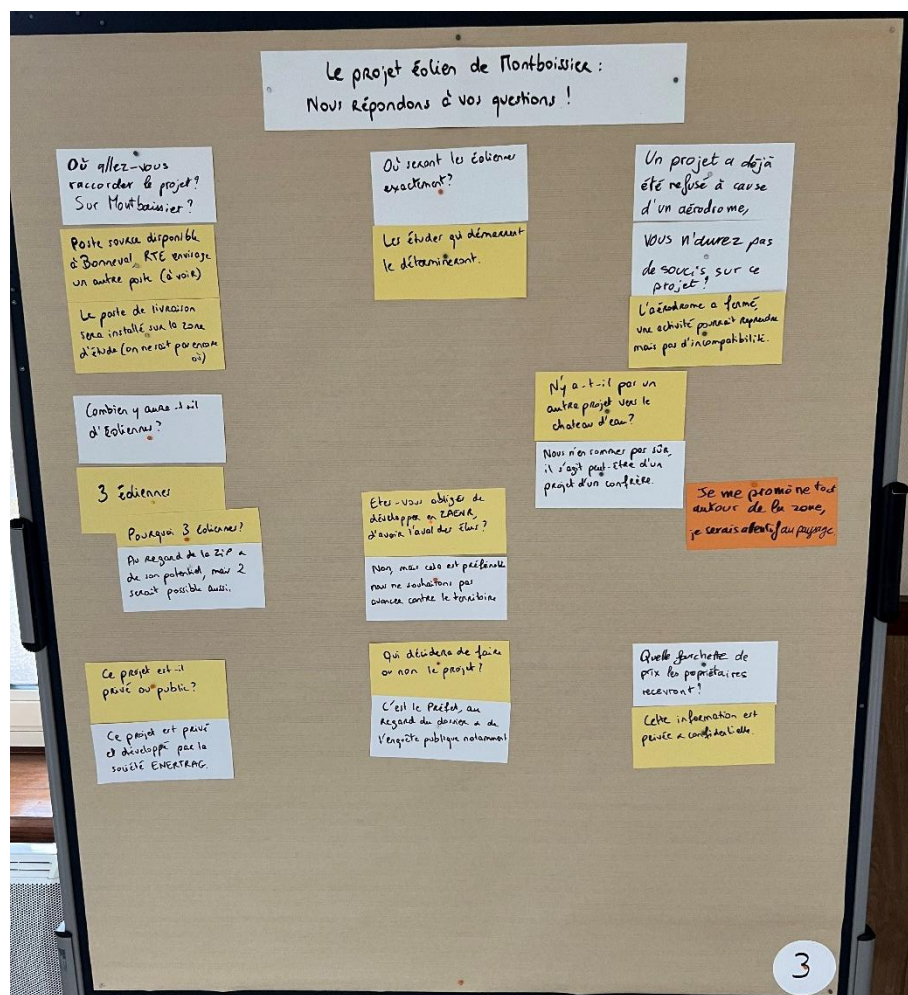 Le projet éolien de Montboissier :
Nous répondons à vos questions !
Où allez-vous
raccorder le projet ?
Sur Montboissier ?
Poste source disponible
à Bonneval, RTE envisage
un autre poste (à voir)
Le poste de livraison
sera installé sur la zone
d'étude (on ne sait pas encore
où)
Combien y aura-t-il
d'Eoliennes ?
3 éoliennes
Pourquoi 3 éoliennes ?
Au regard de la ZIP &
de son potentiel, mais 2
serait possible aussi.
Ce projet est-il
privé ou public ?
Ce projet est privé
et développé par la
société ENERTRAG.
Où seront les éoliennes
exactement ?
Les études qui démarrent
le détermineront.
Etes-vous obligés de
développer en ZAENR,
d'avoir l'aval des élus ?
Non, mais cela est préférable
nous ne souhaitons pas
avancer contre le territoire
Qui décidera de faire
ou non le projet ?
C'est le Préfet, au
regard du dossier & de
l'enquête publique notamment
Un projet a déjà
été refusé à cause
d'un aérodrome,
vous n'aurez pas
de soucis sur ce
projet ?
L'aérodrome a fermé
une activité pourrait reprendre
mais pas d'incompatibilité.
N'y a-t-il pas un
autre projet vers le
chateau d'eau ?
Nous n'en sommes pas sûr,
il s'agit peut-être d'un
projet d'un confrère.
Je me promène tout
autour de la zone,
je serais attentif au paysage
Quelle fourchette de
prix les popriétaires
recevront ?
Cette information est
privée & confidentielle.
3